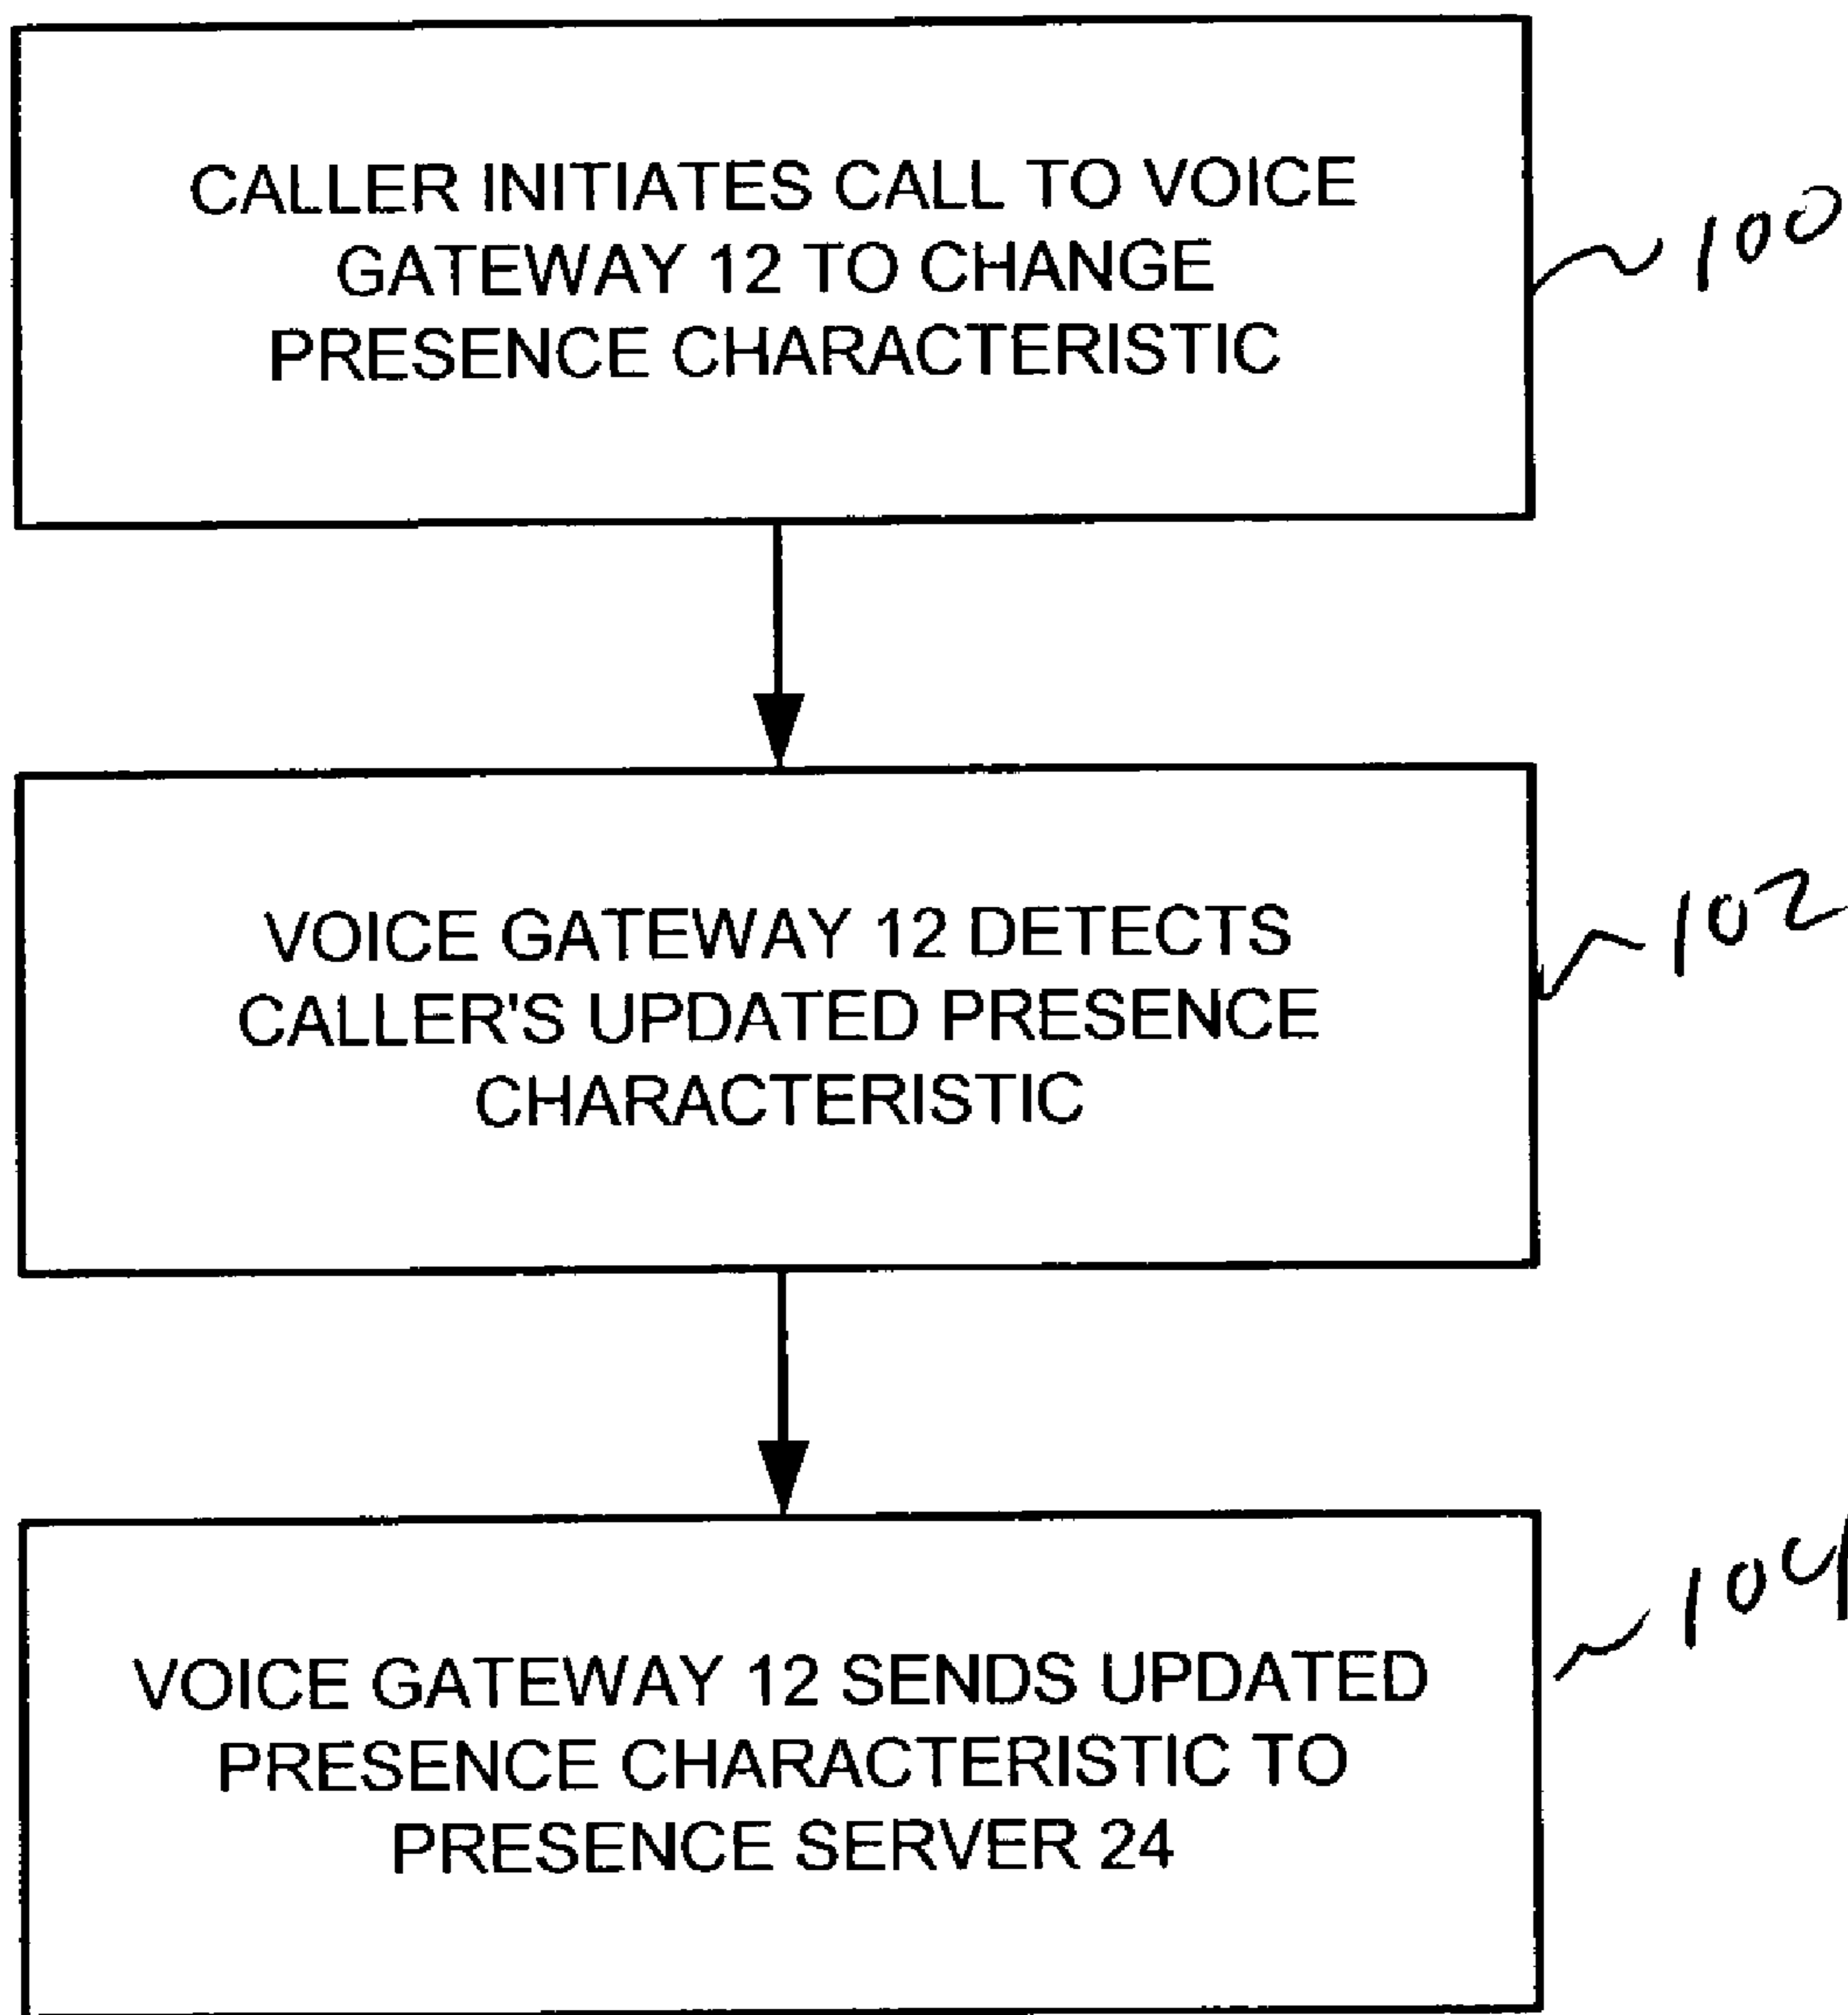 CALLER INITIATES CALL TO VOICE
GATEWAY 12 TO CHANGE
PRESENCE CHARACTERISTIC
100
VOICE GATEWAY 12 DETECTS
CALLER'S UPDATED PRESENCE
CHARACTERISTIC
102
VOICE GATEWAY 12 SENDS UPDATED
PRESENCE CHARACTERISTIC TO
PRESENCE SERVER 24
104